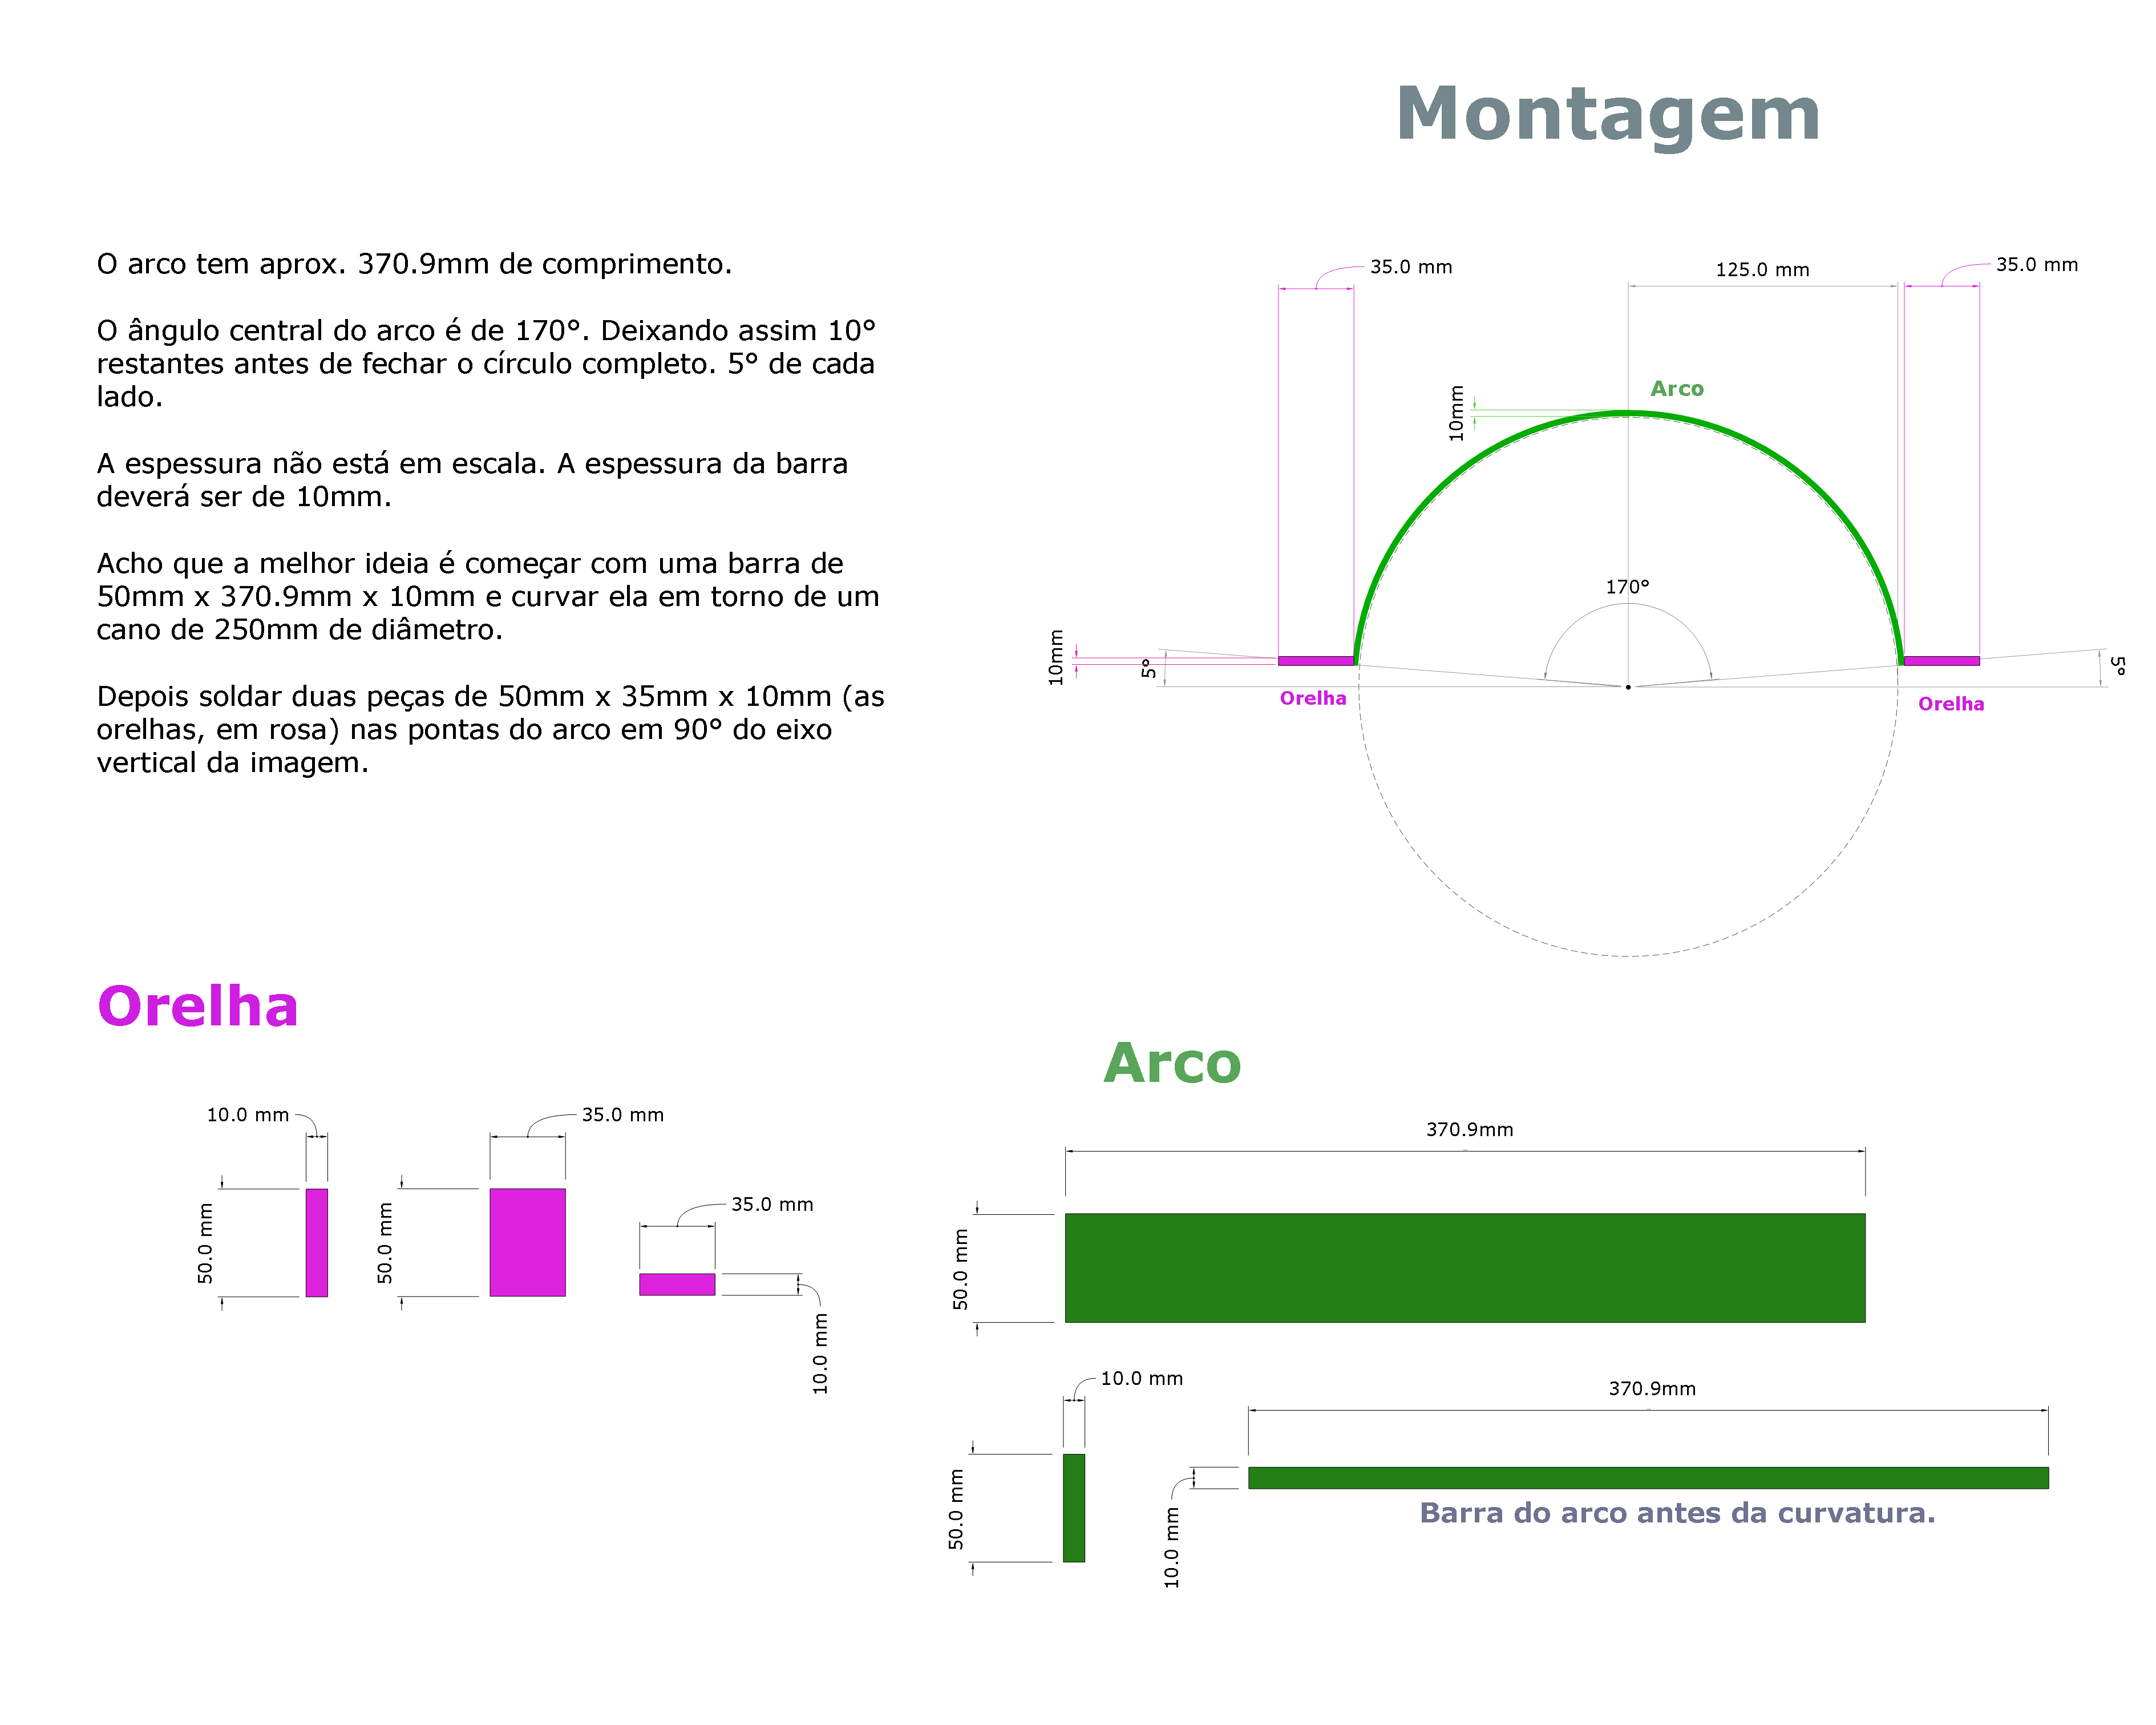 Montagem
O arco tem aprox. 370.9mm de comprimento.
O ângulo central do arco é de 170°. Deixando assim 10°
restantes antes de fechar o círculo completo. 5° de cada
lado.
A espessura não está em escala. A espessura da barra
deverá ser de 10mm.
Acho que a melhor ideia é começar com uma barra de
50mm x 370.9mm x 10mm e curvar ela em torno de um
cano de 250mm de diâmetro.
Depois soldar duas peças de 50mm x 35mm x 10mm (as
orelhas, em rosa) nas pontas do arco em 90° do eixo
vertical da imagem.
35.0 mm
125.0 mm
35.0 mm
Arco
10mm
170°
10mm
5°
5°
Orelha
Orelha
Orelha
10.0 mm
35.0 mm
50.0 mm
50.0 mm
35.0 mm
10.0 mm
Arco
370.9mm
50.0 mm
10.0 mm
370.9mm
50.0 mm
10.0 mm
Barra do arco antes da curvatura.